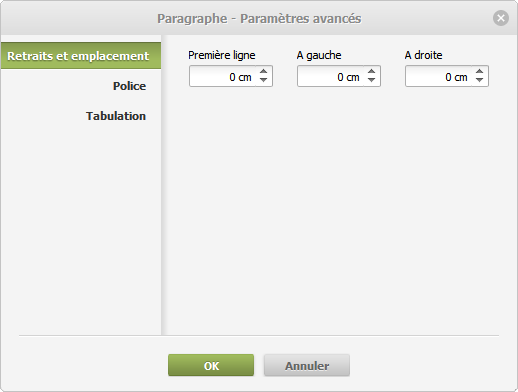 Paragraphe - Paramètres avancés
Retraits et emplacement
Police
Tabulation
Première ligne A gauche A droite
0 cm 0 cm 0 cm
OK Annuler